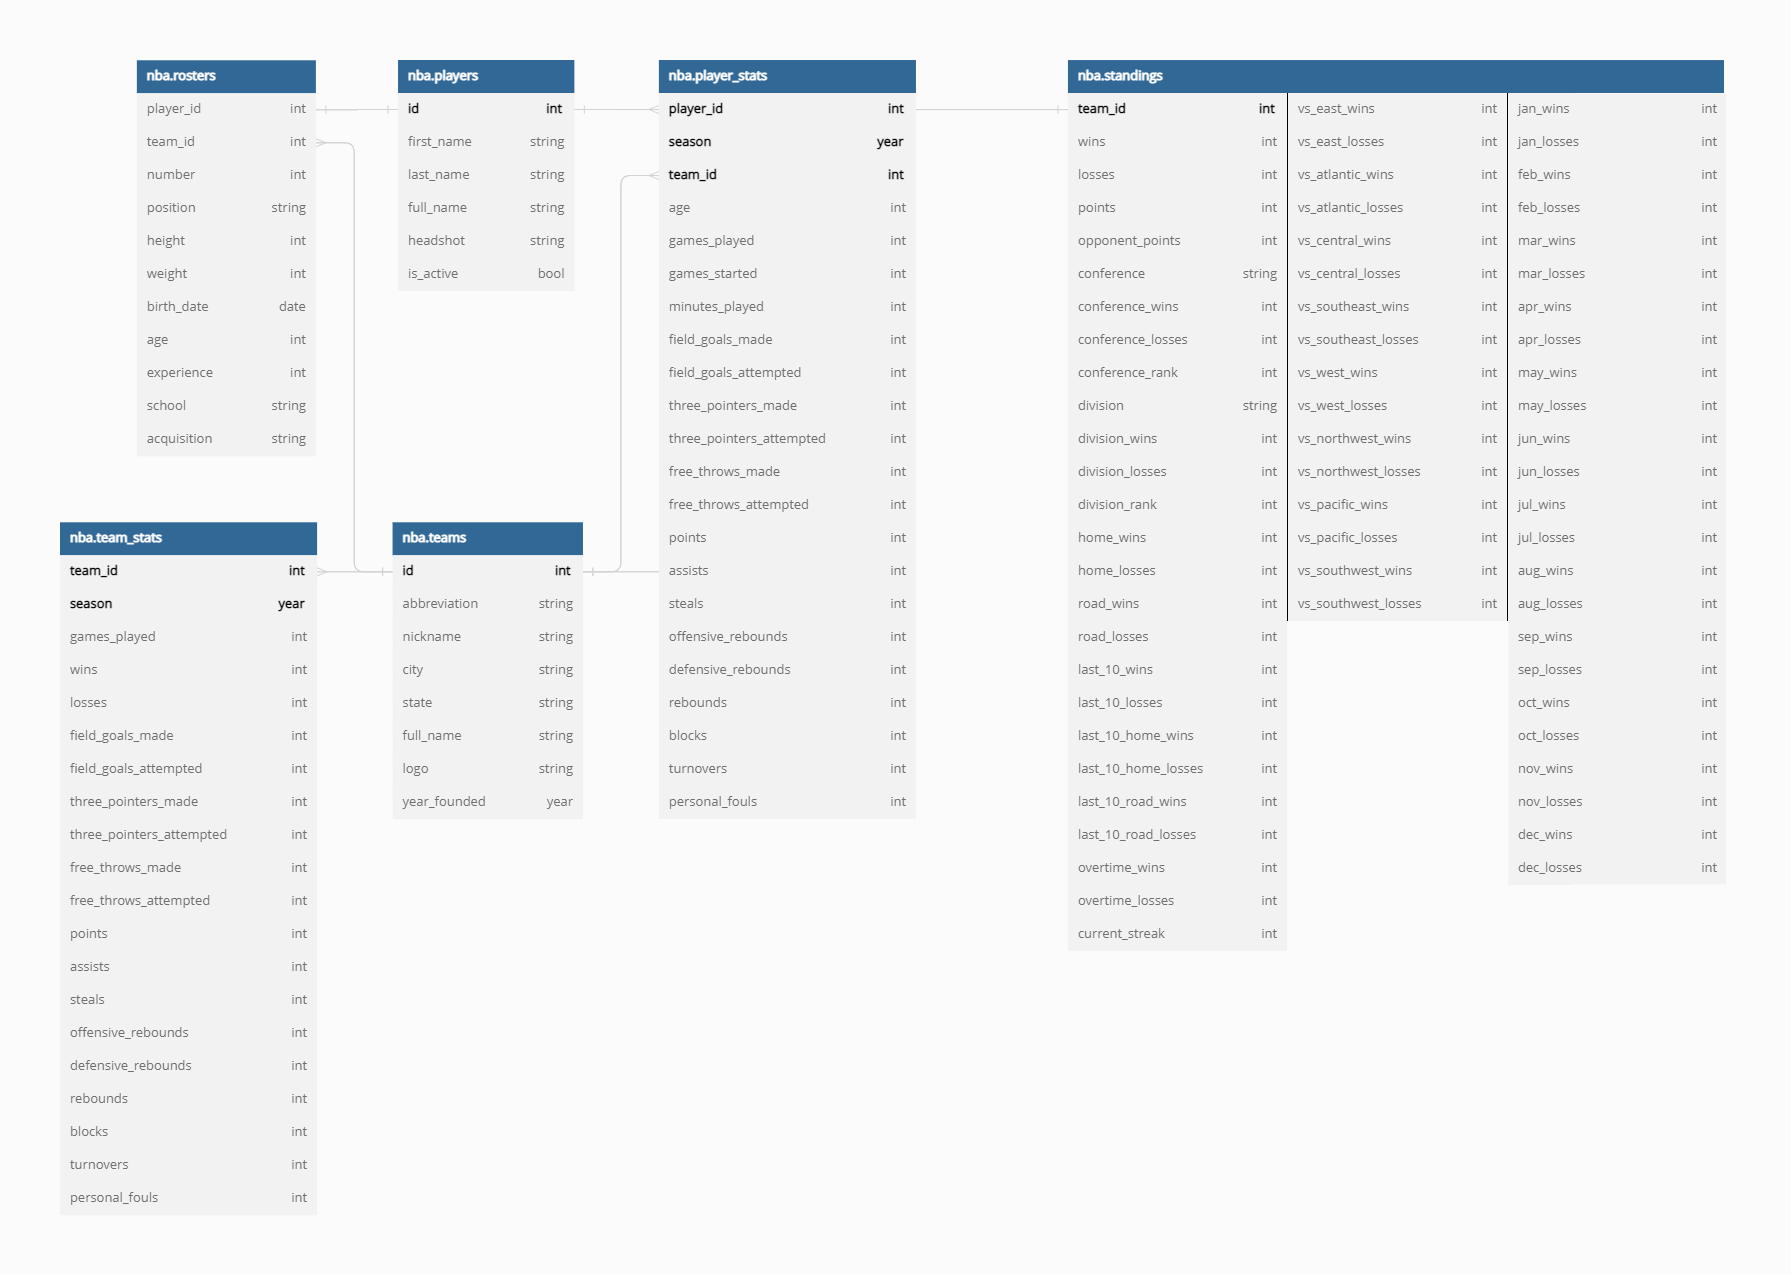 nba.rosters
player_id int
team_id int
number int
position string
height int
weight int
birth_date date
age int
experience int
school string
acquisition string
nba.players
id int
first_name string
last_name string
full_name string
headshot string
is_active bool
nba.player_stats
player_id int
season year
team_id int
age int
games_played int
games_started int
minutes_played int
field_goals_made int
field_goals_attempted int
three_pointers_made int
three_pointers_attempted int
free_throws_made int
free_throws_attempted int
points int
assists int
steals int
offensive_rebounds int
defensive_rebounds int
rebounds int
blocks int
turnovers int
personal_fouls int
nba.standings
team_id int
wins int
losses int
points int
opponent_points int
conference string
conference_wins int
conference_losses int
conference_rank int
division string
division_wins int
division_losses int
division_rank int
home_wins int
home_losses int
road_wins int
road_losses int
last_10_wins int
last_10_losses int
last_10_home_wins int
last_10_home_losses int
last_10_road_wins int
last_10_road_losses int
overtime_wins int
overtime_losses int
current_streak int
vs_east_wins int
vs_east_losses int
vs_atlantic_wins int
vs_atlantic_losses int
vs_central_wins int
vs_central_losses int
vs_southeast_wins int
vs_southeast_losses int
vs_west_wins int
vs_west_losses int
vs_northwest_wins int
vs_northwest_losses int
vs_pacific_wins int
vs_pacific_losses int
vs_southwest_wins int
vs_southwest_losses int
jan_wins int
jan_losses int
feb_wins int
feb_losses int
mar_wins int
mar_losses int
apr_wins int
apr_losses int
may_wins int
may_losses int
jun_wins int
jun_losses int
jul_wins int
jul_losses int
aug_wins int
aug_losses int
sep_wins int
sep_losses int
oct_wins int
oct_losses int
nov_wins int
nov_losses int
dec_wins int
dec_losses int
nba.team_stats
team_id int
season year
games_played int
wins int
losses int
field_goals_made int
field_goals_attempted int
three_pointers_made int
three_pointers_attempted int
free_throws_made int
free_throws_attempted int
points int
assists int
steals int
offensive_rebounds int
defensive_rebounds int
rebounds int
blocks int
turnovers int
personal_fouls int
nba.teams
id int
abbreviation string
nickname string
city string
state string
full_name string
logo string
year_founded year